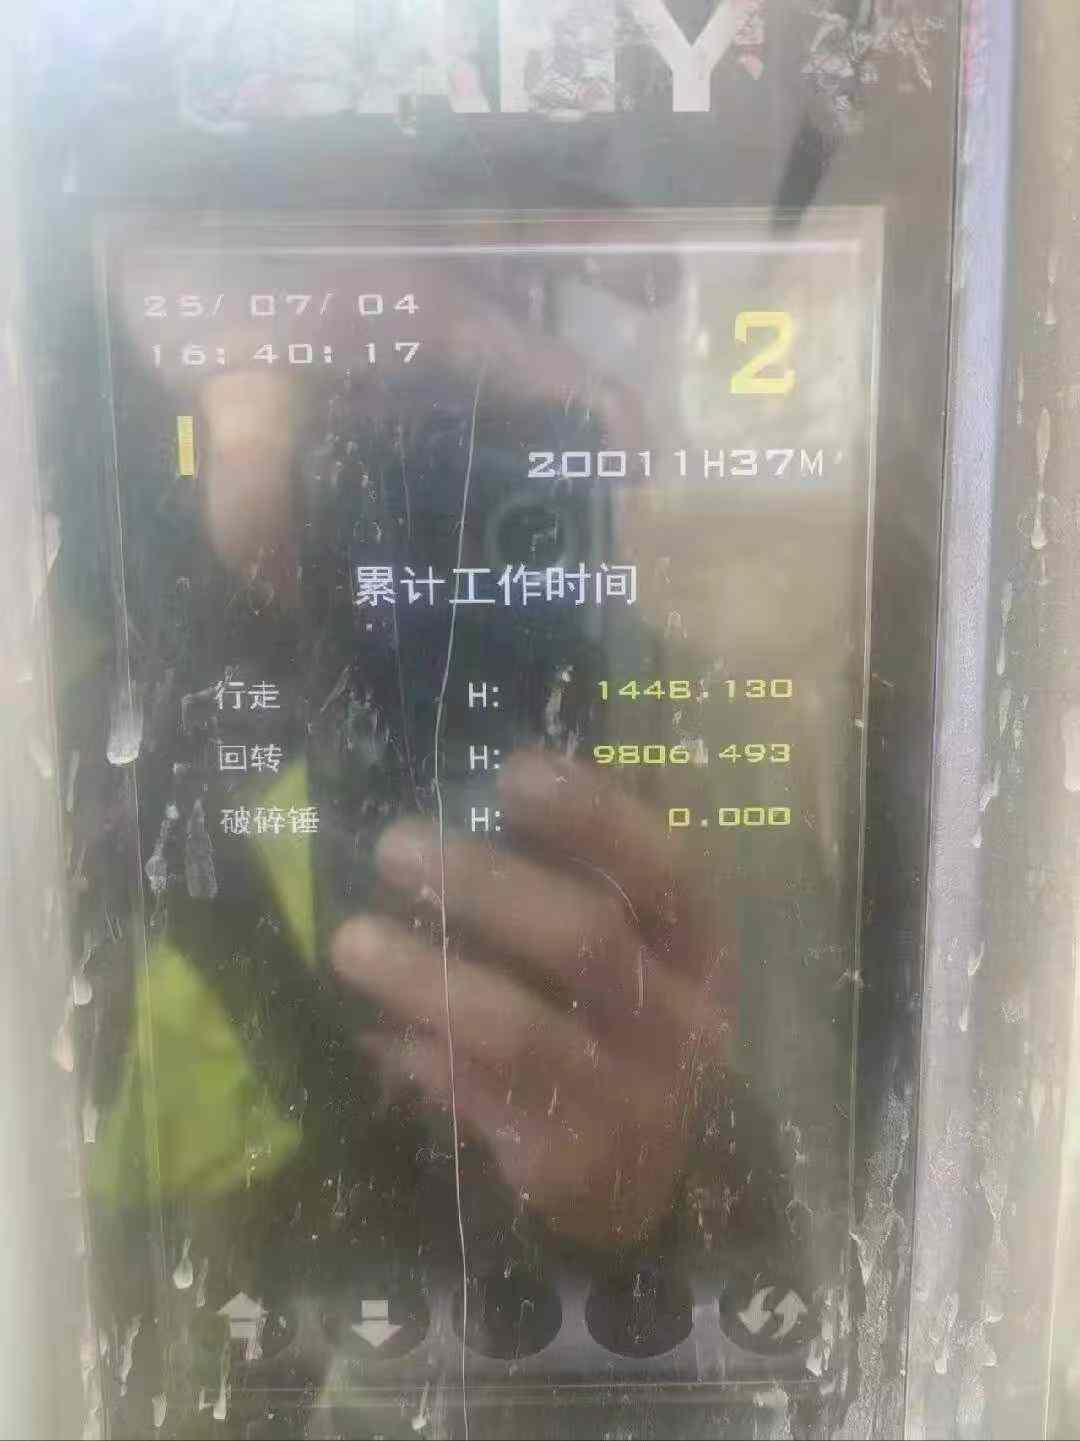 25/ 07/ 04
16: 40: 17
2
20011H37M
累计工作时间
行走 H: 1448.130
回转 H: 9806.493
破碎锤 H: 0.000